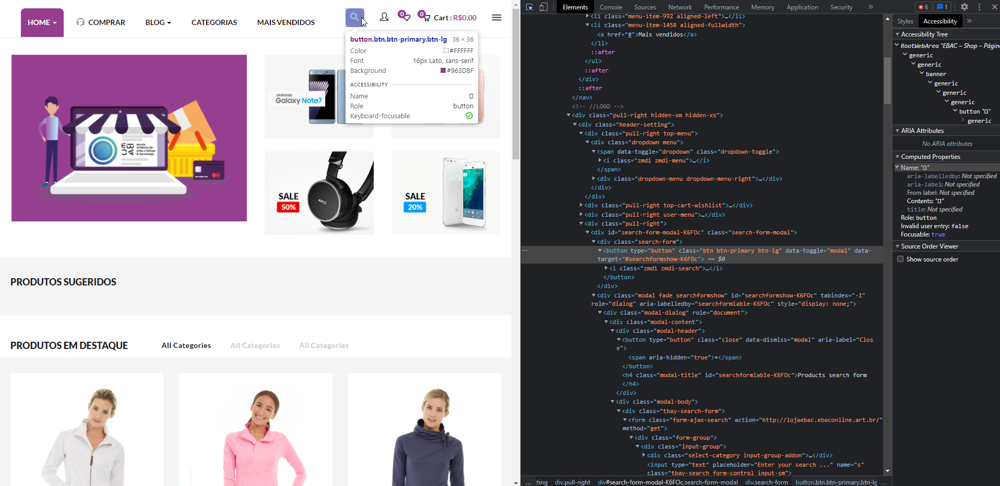 HOME
COMPRAR
BLOG
CATEGORIAS
MAIS VENDIDOS
0
0
Cart : R$0,00
button.btn.btn-primary.btn-lg 36 × 36
Color #FFFFFF
Font 16px Lato, sans-serif
Background #963D8F
ACCESSIBILITY
Name
Role button
Keyboard-focusable
SAMSUNG
Galaxy Note7
EBAC
escola
britânica de
artes criativas
& tecnologia
SALE
50%
AKG
SALE
20%
G
PRODUTOS SUGERIDOS
PRODUTOS EM DESTAQUE
All Categories
All Categories
All Categories
Elements Console Sources Network Performance Memory Application Security » 6 1
<li class="menu-item-992 aligned-left">…</li>
<li class="menu-item-1458 aligned-fullwidth">
<a href="#">Mais vendidos</a>
</li>
::after
</ul>
::after
</div>
::after
</nav>
<!-- //LOGO -->
<div class="pull-right hidden-sm hidden-xs">
<div class="header-setting">
<div class="pull-right top-menu">
<div class="dropdown menu">
<span data-toggle="dropdown" class="dropdown-toggle">
<i class="zmdi zmdi-menu">…</i>
</span>
<div class="dropdown-menu dropdown-menu-right">…</div>
</div>
</div>
<div class="pull-right top-cart-wishlist">…</div>
<div class="pull-right user-menu">…</div>
<div class="pull-right">
<div id="search-form-modal-K6FOc" class="search-form-modal">
<div class="search-form">
<button type="button" class="btn btn-primary btn-lg" data-toggle="modal" data-
target="#searchformshow-K6FOc"> == $0
<i class="zmdi zmdi-search">…</i>
</button>
</div>
<div class="modal fade searchformshow" id="searchformshow-K6FOc" tabindex="-1"
role="dialog" aria-labelledby="searchformlable-K6FOc" style="display: none;">
<div class="modal-dialog" role="document">
<div class="modal-content">
<div class="modal-header">
<button type="button" class="close" data-dismiss="modal" aria-label="Clos
e">
<span aria-hidden="true">×</span>
</button>
<h4 class="modal-title" id="searchformlable-K6FOc">Products search form
</h4>
</div>
<div class="modal-body">
<div class="tbay-search-form">
<form class="form-ajax-search" action="http://lojaebac.ebaconline.art.br/"
method="get">
<div class="form-group">
<div class="input-group">
<div class="select-category input-group-addon">…</div>
<input type="text" placeholder="Enter your search ..." name="s"
class="tbay-search form-control input-sm">
… :ting div.pull-right div#search-form-modal-K6FOc.search-form-modal div.search-form button.btn.btn-primary.btn-lg …
Styles Accessibility »
Accessibility Tree
RootWebArea "EBAC – Shop – Págin
generic
generic
banner
generic
generic
generic
button "▯"
generic
ARIA Attributes
No ARIA attributes
Computed Properties
Name: "▯"
aria-labelledby: Not specified
aria-label: Not specified
From label: Not specified
Contents: "▯"
title: Not specified
Role: button
Invalid user entry: false
Focusable: true
Source Order Viewer
Show source order